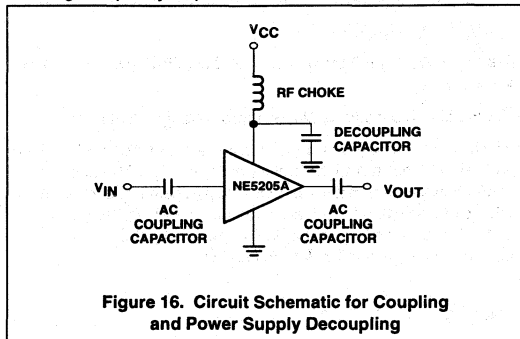 VCC
RF CHOKE
DECOUPLING
CAPACITOR
NE5205A
VIN
VOUT
AC
COUPLING
CAPACITOR
AC
COUPLING
CAPACITOR
Figure 16. Circuit Schematic for Coupling
and Power Supply Decoupling